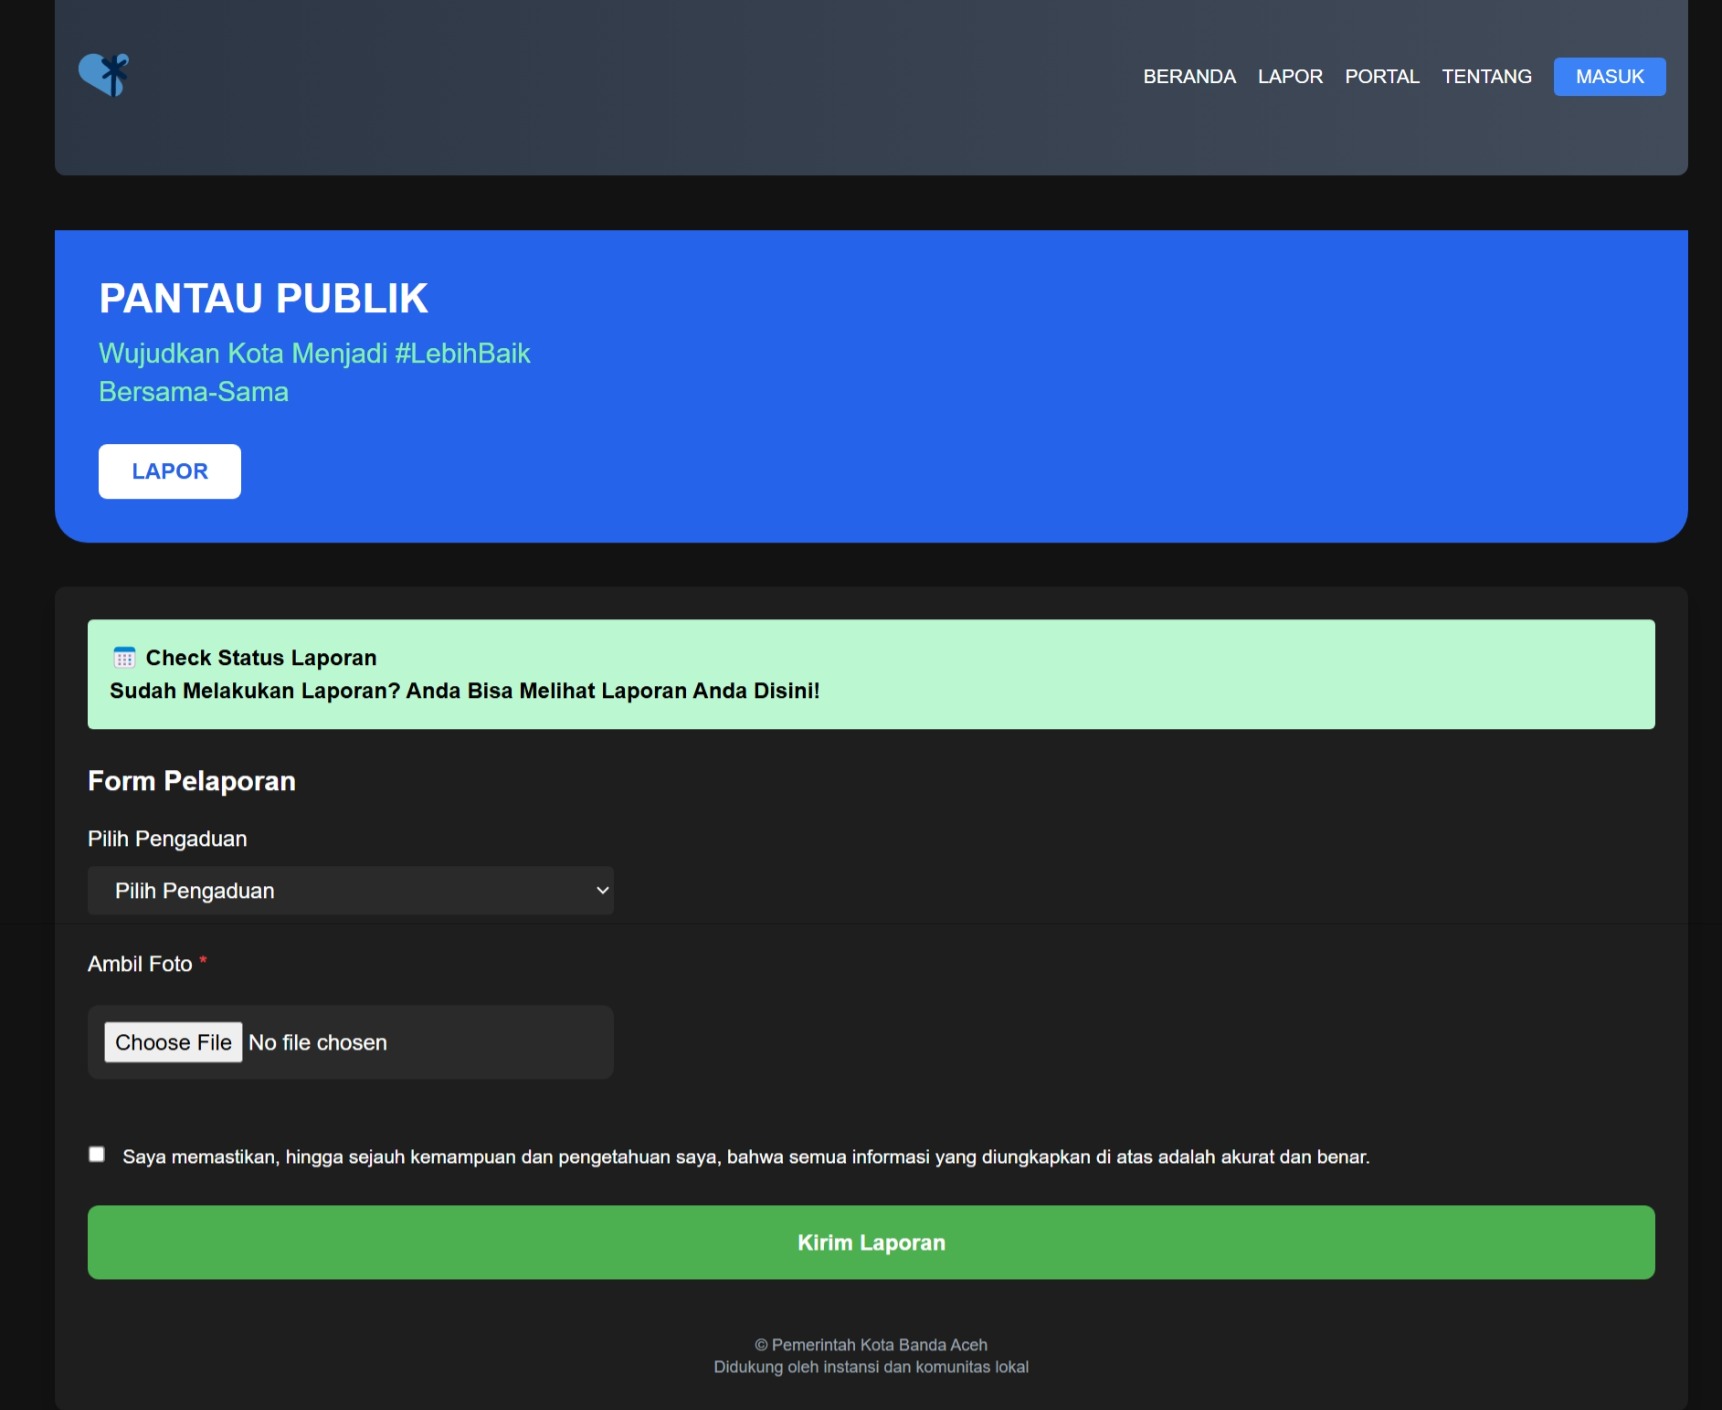 BERANDA LAPOR PORTAL TENTANG MASUK
PANTAU PUBLIK
Wujudkan Kota Menjadi #LebihBaik
Bersama-Sama
LAPOR
Check Status Laporan
Sudah Melakukan Laporan? Anda Bisa Melihat Laporan Anda Disini!
Form Pelaporan
Pilih Pengaduan
Pilih Pengaduan
Ambil Foto *
Choose File No file chosen
Saya memastikan, hingga sejauh kemampuan dan pengetahuan saya, bahwa semua informasi yang diungkapkan di atas adalah akurat dan benar.
Kirim Laporan
© Pemerintah Kota Banda Aceh
Didukung oleh instansi dan komunitas lokal